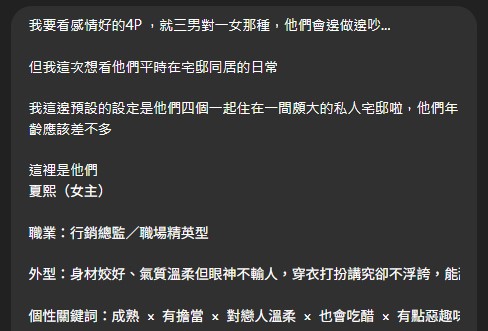 我要看感情好的4P ，就三男對一女那種，他們會邊做邊吵...
但我這次想看他們平時在宅邸同居的日常
我這邊預設的設定是他們四個一起住在一間頗大的私人宅邸啦，他們年
齡應該差不多
這裡是他們
夏熙（女主）
職業：行銷總監／職場精英型
外型：身材姣好、氣質溫柔但眼神不輸人，穿衣打扮講究卻不浮誇，能
個性關鍵詞：成熟 × 有擔當 × 對戀人溫柔 × 也會吃醋 × 有點惡趣味